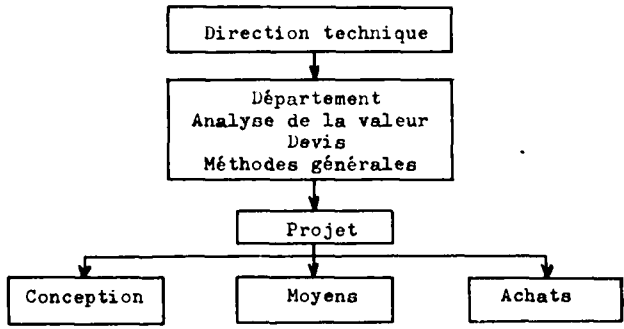 Direction technique
Département
Analyse de la valeur
Devis
Méthodes générales
Projet
Conception
Moyens
Achats